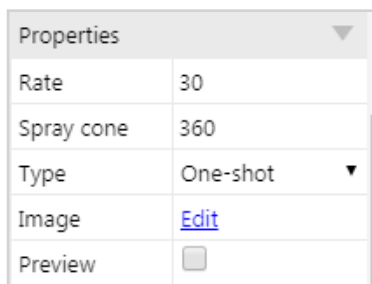 Properties
Rate 30
Spray cone 360
Type One-shot
Image Edit
Preview